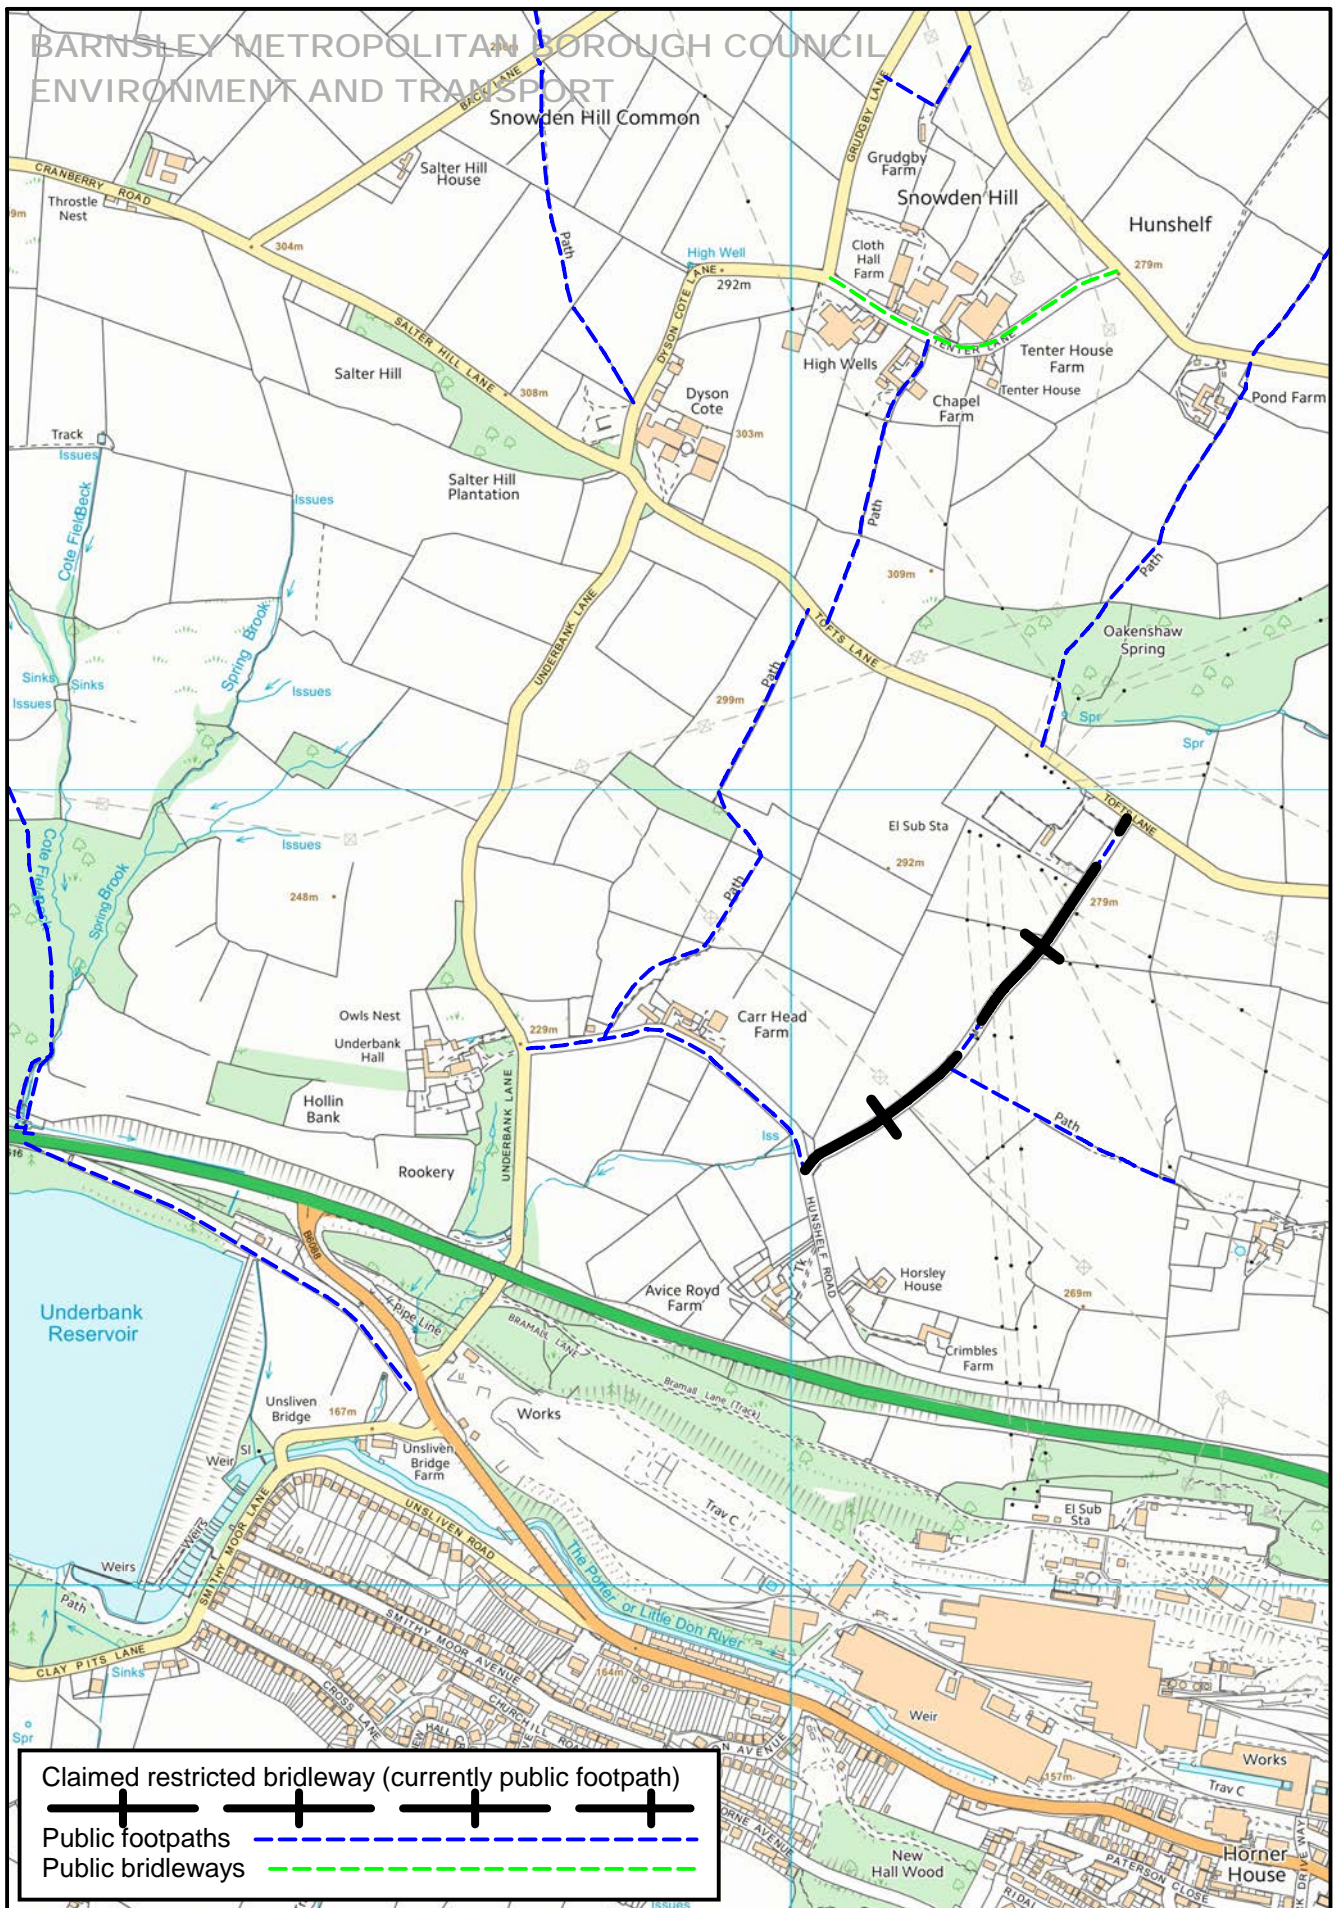 BARNSLEY METROPOLITAN BOROUGH COUNCIL
ENVIRONMENT AND TRANSPORT
BACK LANE
Snowden Hill Common
GRUDGBY LANE
Grudgby
Farm
Snowden Hill
Hunshelf
CRANBERRY ROAD
Throstle
Nest
Salter Hill
House
304m
Path
High Well
292m
Cloth
Hall
Farm
279m
DYSON COTE LANE
SALTER HILL LANE
Salter Hill
308m
High Wells
TENTER LANE
Tenter House
Farm
Tenter House
Chapel
Farm
Pond Farm
Dyson
Cote
303m
Track
Issues
Salter Hill
Plantation
Issues
Path
Cote Field Beck
309m
Path
UNDERBANK LANE
TOFTS LANE
Oakenshaw
Spring
Spring Brook
Sinks
Sinks
Issues
Issues
Path
299m
Spr
Spr
TOFTS LANE
El Sub Sta
292m
Issues
Cote Field Beck
Spring Brook
248m
Path
279m
Owls Nest
Underbank
Hall
229m
Carr Head
Farm
Hollin
Bank
UNDERBANK LANE
Iss
Path
Rookery
HUNSHELF ROAD
B6088
Avice Royd
Farm
Tk
Horsley
House
269m
Underbank
Reservoir
Pipe Line
BRAMALL LANE
Crimbles
Farm
Bramall Lane (Track)
Unsliven
Bridge
167m
Works
Sl
Weir
Unsliven
Bridge
Farm
Trav C
El Sub
Sta
UNSLIVEN ROAD
Weirs
Weirs
SMITHY MOOR LANE
The Porter or Little Don River
Path
SMITHY MOOR AVENUE
CLAY PITS LANE
Sinks
164m
CROSS LANE
CHURCHILL
ROAD
HALL
Weir
Spr
AVENUE
Works
157m
Trav C
Claimed restricted bridleway (currently public footpath)
Public footpaths
Public bridleways
New
Hall Wood
PATERSON CLOSE
Horner
House
DRIVE WAY
Issues